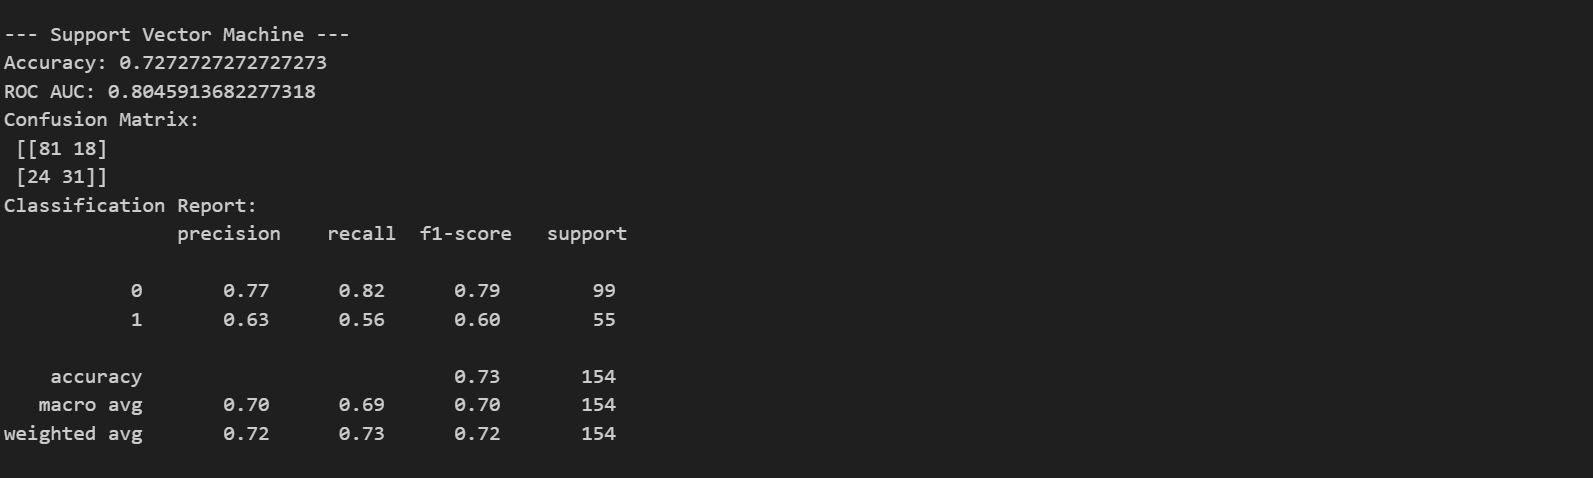 --- Support Vector Machine ---
Accuracy: 0.7272727272727273
ROC AUC: 0.8045913682277318
Confusion Matrix:
 [[81 18]
 [24 31]]
Classification Report:
               precision    recall  f1-score   support

           0       0.77      0.82      0.79        99
           1       0.63      0.56      0.60        55

    accuracy                           0.73       154
   macro avg       0.70      0.69      0.70       154
weighted avg       0.72      0.73      0.72       154